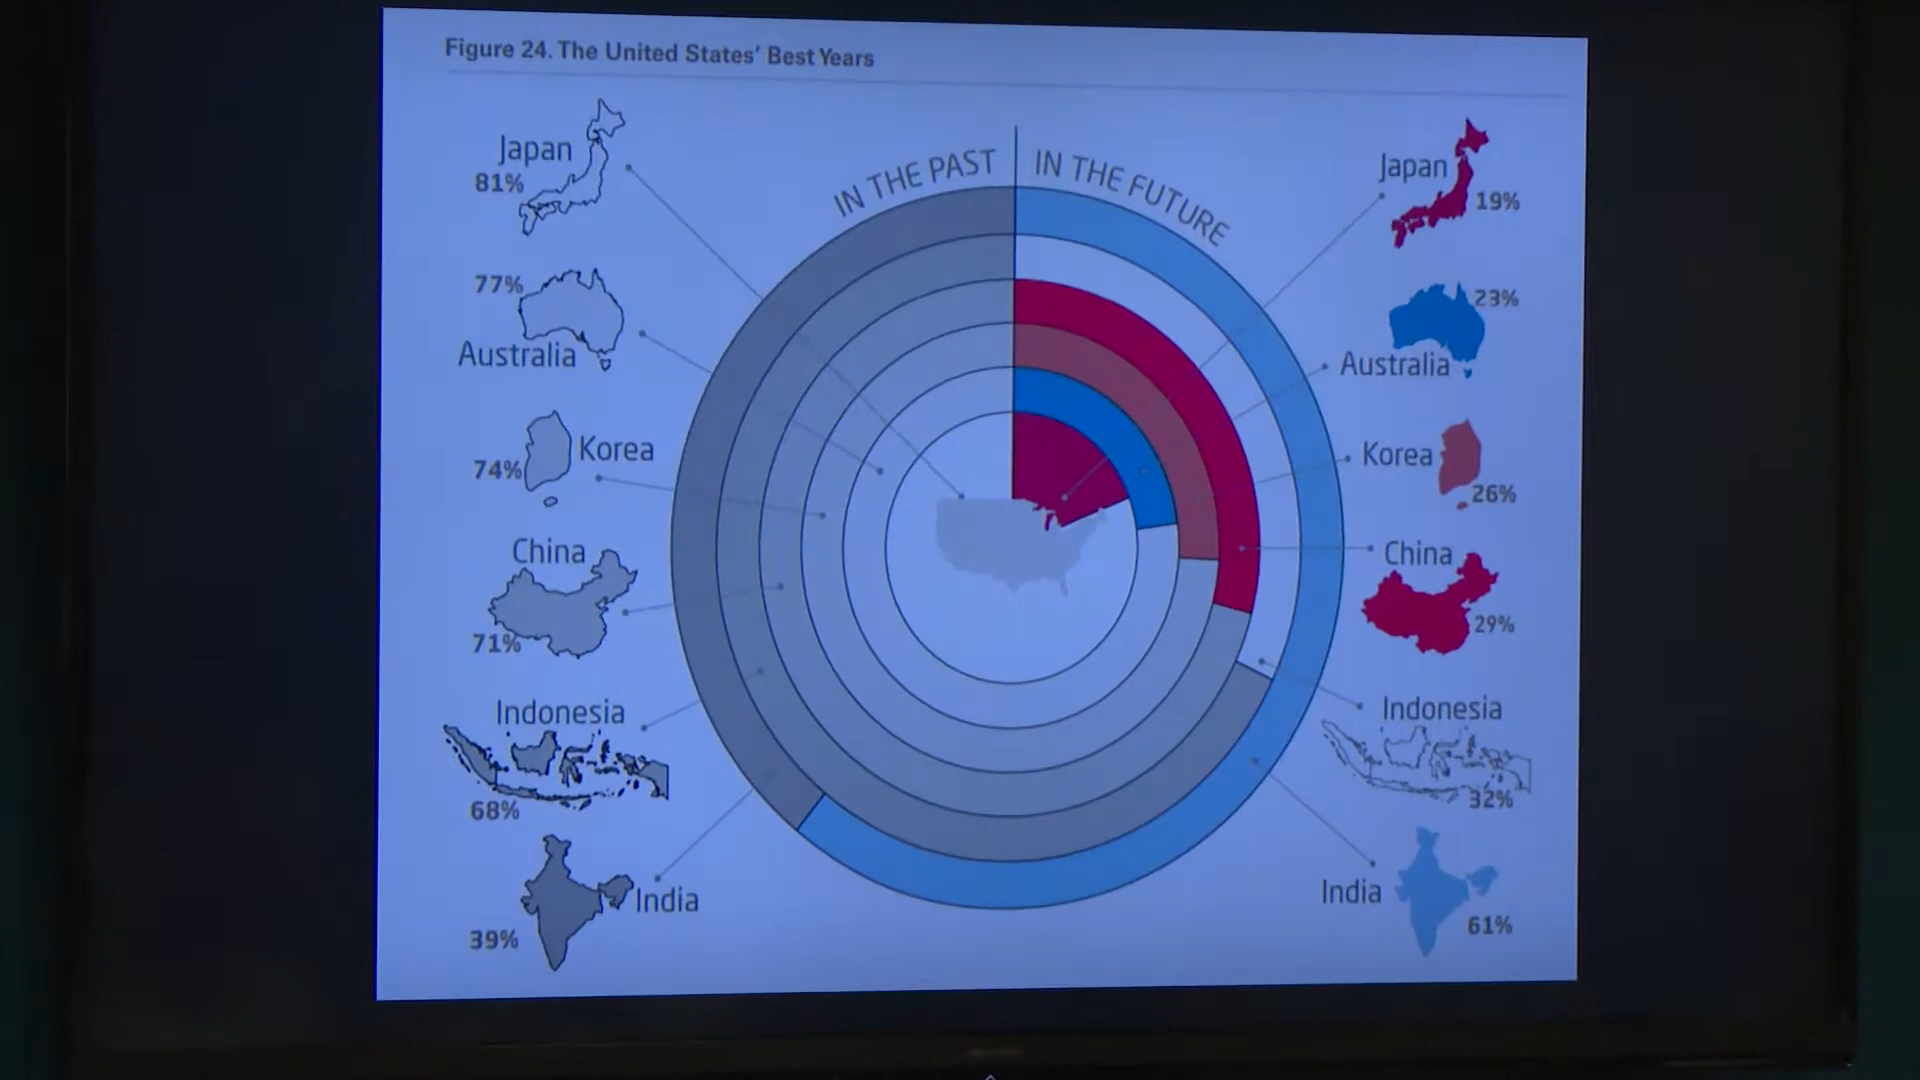 Figure 24. The United States' Best Years
IN THE PAST
IN THE FUTURE
Japan
81%
77%
Australia
Korea
74%
China
71%
Indonesia
68%
India
39%
Japan
19%
23%
Australia
Korea
26%
China
29%
Indonesia
32%
India
61%